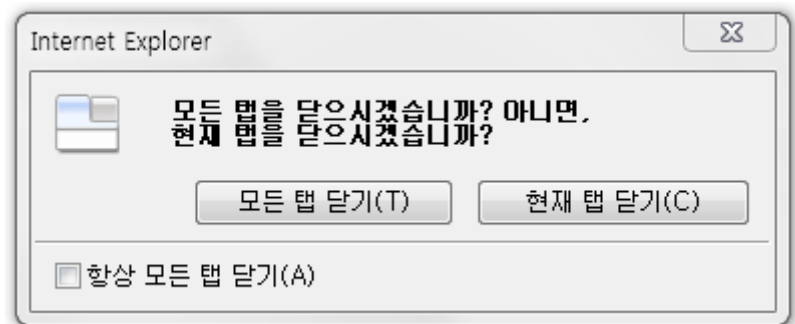 Internet Explorer
모든 탭을 닫으시겠습니까? 아니면,
현재 탭을 닫으시겠습니까?
모든 탭 닫기(T)
현재 탭 닫기(C)
항상 모든 탭 닫기(A)